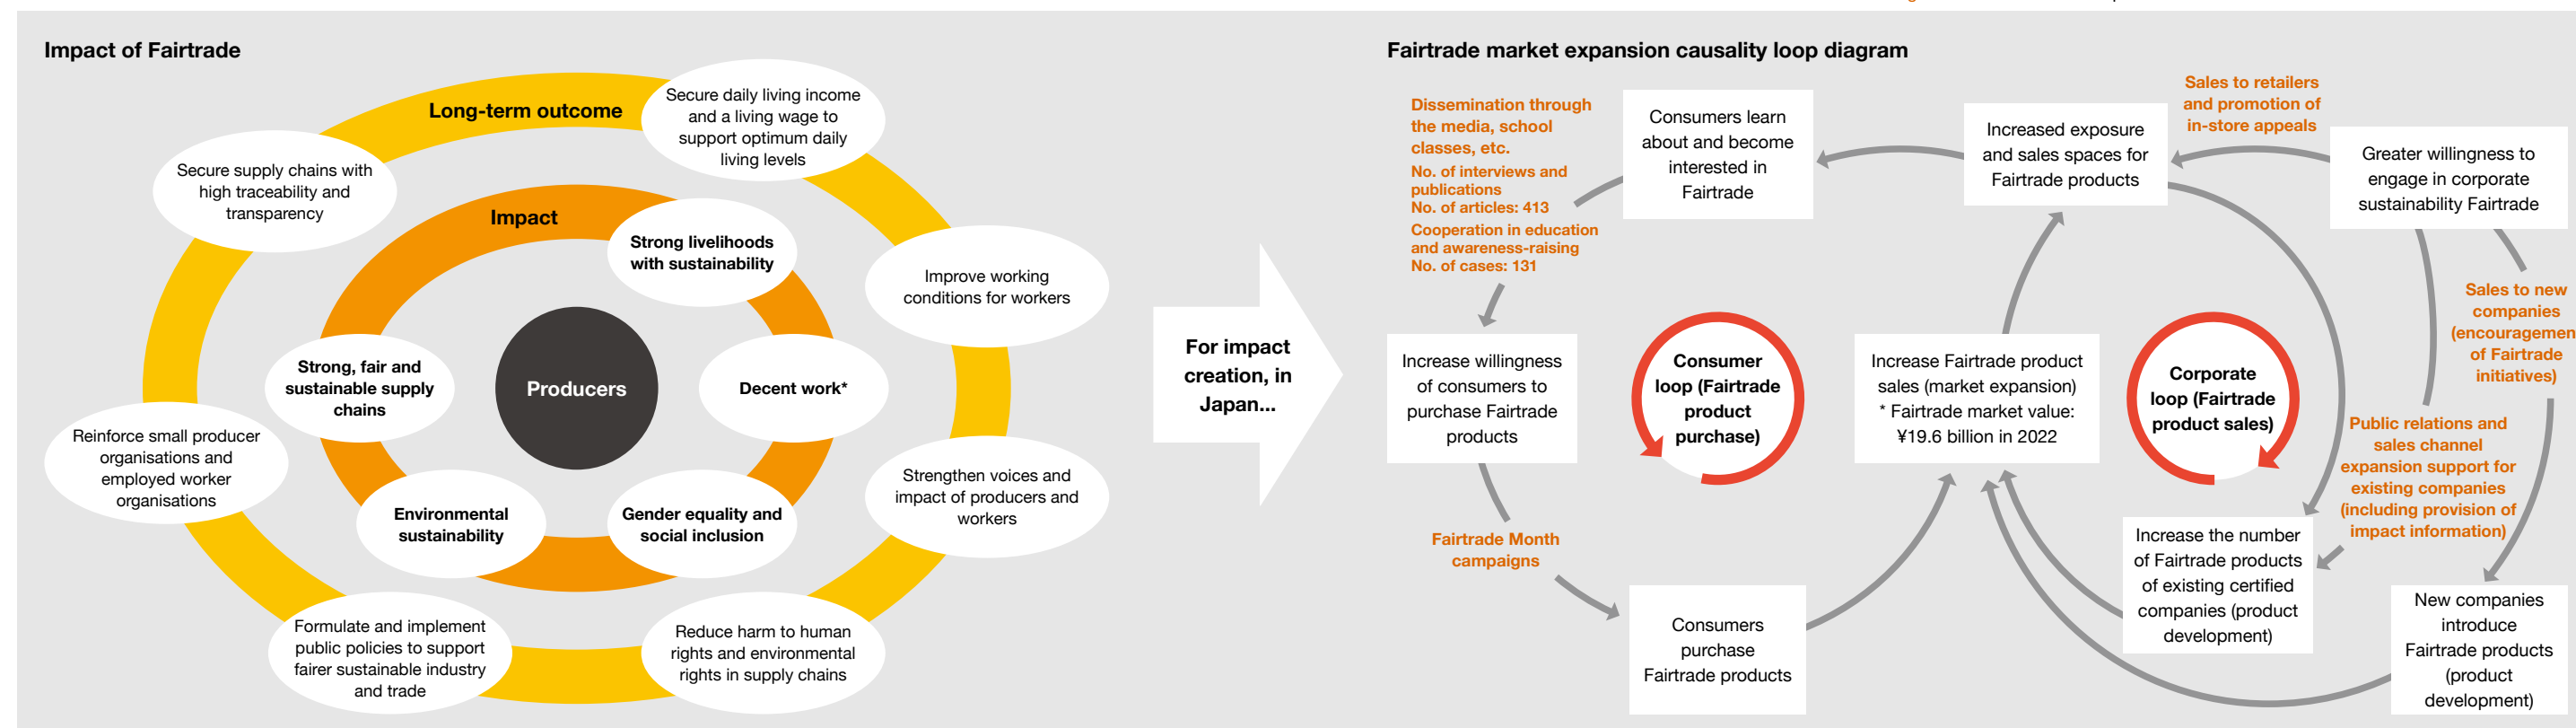 Impact of Fairtrade
Long-term outcome
Secure daily living income
and a living wage to
support optimum daily
living levels
Secure supply chains with
high traceability and
transparency
Impact
Strong livelihoods
with sustainability
Improve working
conditions for workers
Strong, fair and
sustainable supply
chains
Producers
Decent work*
Reinforce small producer
organisations and
employed worker
organisations
Strengthen voices and
impact of producers and
workers
Environmental
sustainability
Gender equality and
social inclusion
Formulate and implement
public policies to support
fairer sustainable industry
and trade
Reduce harm to human
rights and environmental
rights in supply chains
For impact
creation, in
Japan...
Fairtrade market expansion causality loop diagram
Dissemination through
the media, school
classes, etc.
No. of interviews and
publications
No. of articles: 413
Cooperation in education
and awareness-raising
No. of cases: 131
Consumers learn
about and become
interested in
Fairtrade
Increased exposure
and sales spaces for
Fairtrade products
Sales to retailers
and promotion of
in-store appeals
Greater willingness to
engage in corporate
sustainability Fairtrade
Sales to new
companies
(encouragemen
of Fairtrade
initiatives)
Increase willingness
of consumers to
purchase Fairtrade
products
Consumer
loop (Fairtrade
product
purchase)
Increase Fairtrade product
sales (market expansion)
* Fairtrade market value:
¥19.6 billion in 2022
Corporate
loop (Fairtrade
product sales)
Public relations and
sales channel
expansion support for
existing companies
(including provision of
impact information)
Fairtrade Month
campaigns
Increase the number
of Fairtrade products
of existing certified
companies (product
development)
Consumers
purchase
Fairtrade products
New companies
introduce
Fairtrade products
(product
development)